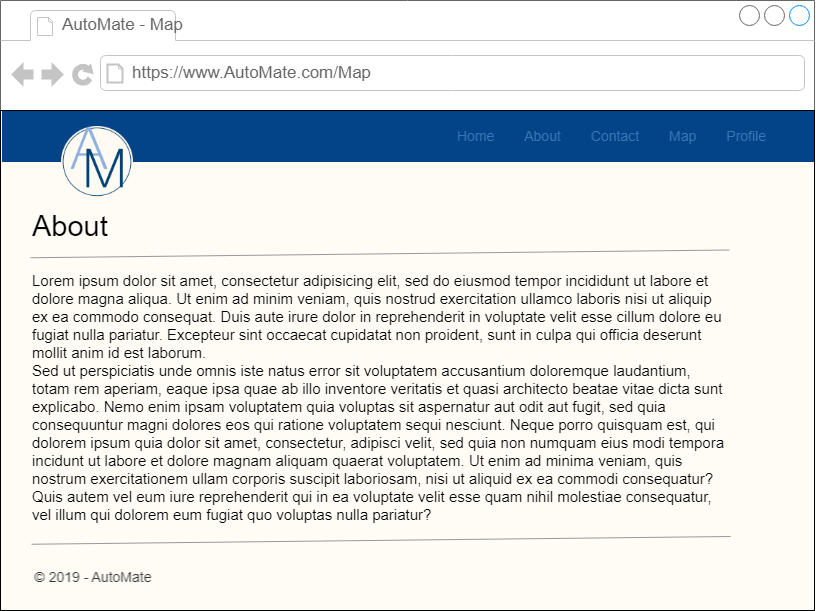 AutoMate - Map
https://www.AutoMate.com/Map
Home About Contact Map Profile
AM
About
Lorem ipsum dolor sit amet, consectetur adipisicing elit, sed do eiusmod tempor incididunt ut labore et
dolore magna aliqua. Ut enim ad minim veniam, quis nostrud exercitation ullamco laboris nisi ut aliquip
ex ea commodo consequat. Duis aute irure dolor in reprehenderit in voluptate velit esse cillum dolore eu
fugiat nulla pariatur. Excepteur sint occaecat cupidatat non proident, sunt in culpa qui officia deserunt
mollit anim id est laborum.
Sed ut perspiciatis unde omnis iste natus error sit voluptatem accusantium doloremque laudantium,
totam rem aperiam, eaque ipsa quae ab illo inventore veritatis et quasi architecto beatae vitae dicta sunt
explicabo. Nemo enim ipsam voluptatem quia voluptas sit aspernatur aut odit aut fugit, sed quia
consequuntur magni dolores eos qui ratione voluptatem sequi nesciunt. Neque porro quisquam est, qui
dolorem ipsum quia dolor sit amet, consectetur, adipisci velit, sed quia non numquam eius modi tempora
incidunt ut labore et dolore magnam aliquam quaerat voluptatem. Ut enim ad minima veniam, quis
nostrum exercitationem ullam corporis suscipit laboriosam, nisi ut aliquid ex ea commodi consequatur?
Quis autem vel eum iure reprehenderit qui in ea voluptate velit esse quam nihil molestiae consequatur,
vel illum qui dolorem eum fugiat quo voluptas nulla pariatur?
© 2019 - AutoMate